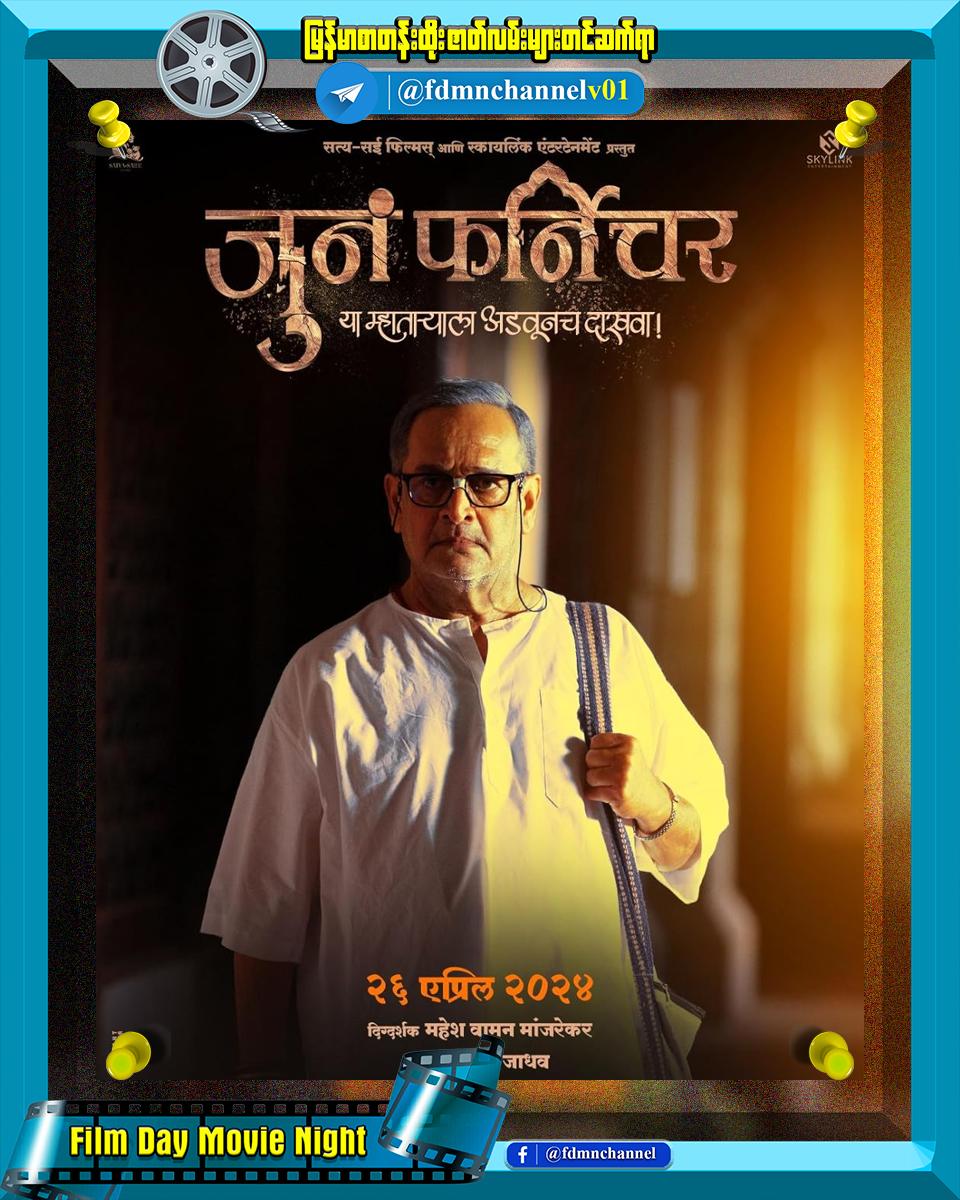 မြန်မာစာတန်းထိုးဇာတ်လမ်းများတင်ဆက်ရာ
@fdmnchannelv01
सत्य-सई फिल्मस् आणि स्कायलिंक एंटरटेनमेंट प्रस्तुत
SKYLINK
ENTERTAINMENT
जुनं फर्निचर
या म्हाताऱ्याला अडवूनच दाखवा!
२६ एप्रिल २०२४
दिग्दर्शक महेश वामन मांजरेकर
जाधव
Film Day Movie Night
@fdmnchannel